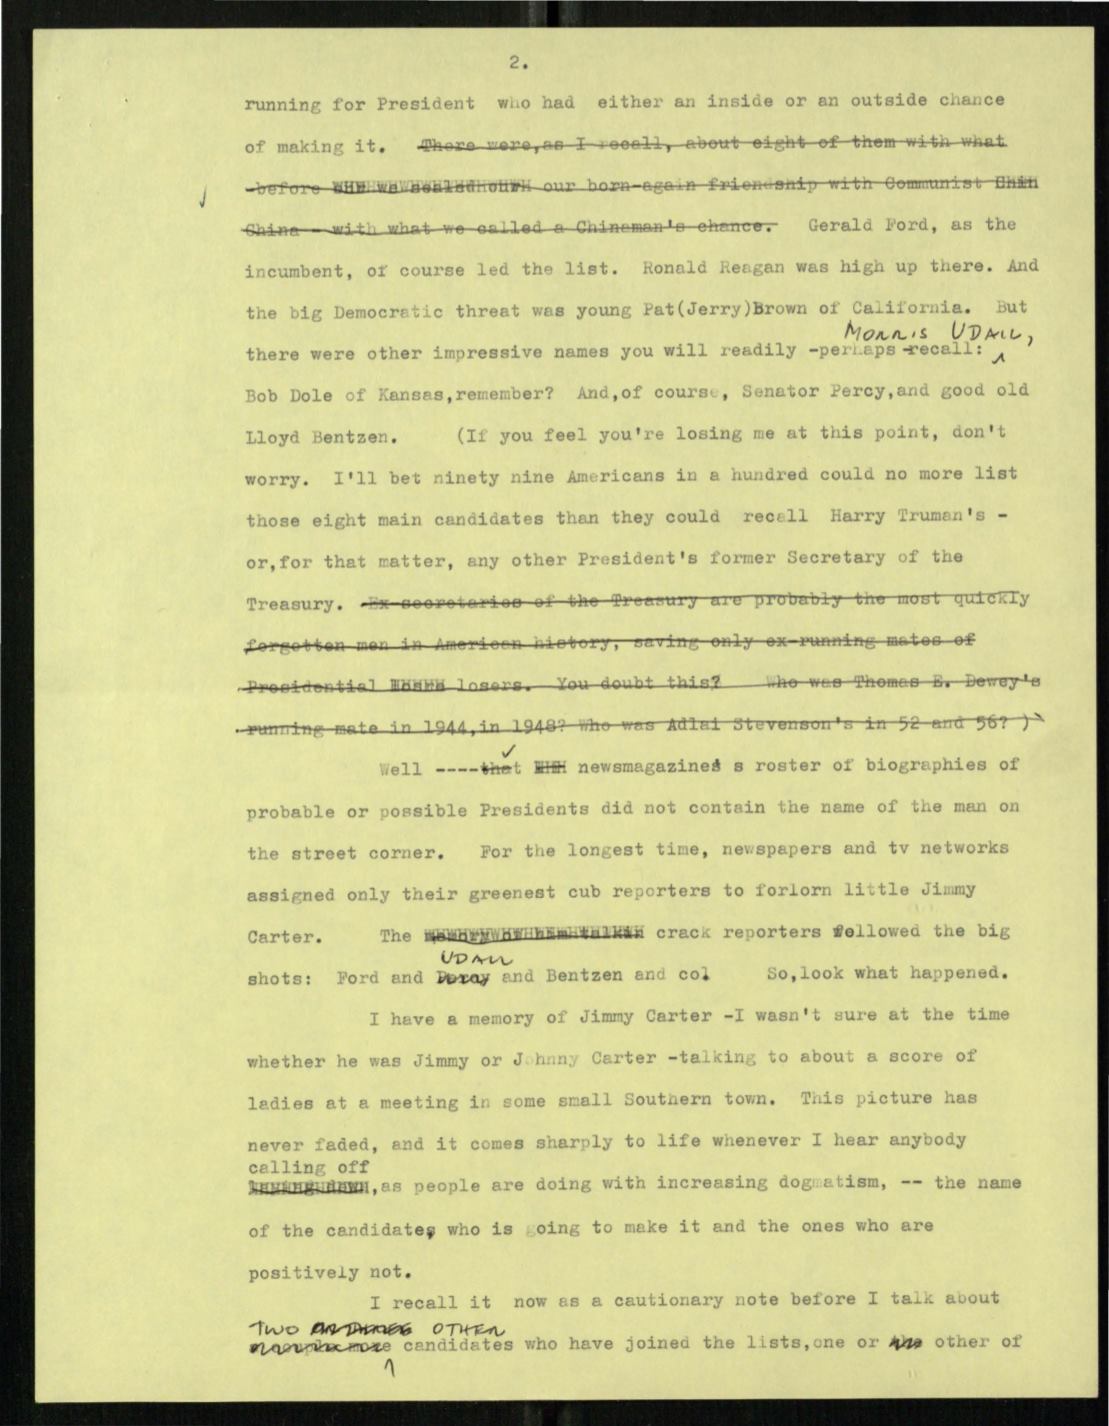 2.
running for President who had either an inside or an outside chance
of making it. There were,as I recall, about eight of them with what
-before we sealed our born-again friendship with Communist Chin
China - with what we called a Chinaman's chance. Gerald Ford, as the
incumbent, of course led the list. Ronald Reagan was high up there. And
the big Democratic threat was young Pat(Jerry)Brown of California. But
MORRIS UDALL,
there were other impressive names you will readily -perhaps -recall:
Bob Dole of Kansas,remember? And,of course, Senator Percy,and good old
Lloyd Bentzen. (If you feel you're losing me at this point, don't
worry. I'll bet ninety nine Americans in a hundred could no more list
those eight main candidates than they could recall Harry Truman's -
or,for that matter, any other President's former Secretary of the
Treasury. Ex-secretaries of the Treasury are probably the most quickly
forgotten men in American history, saving only ex-running mates of
Presidential losers. You doubt this? Who was Thomas E. Dewey's
running mate in 1944,in 1948? Who was Adlai Stevenson's in 52 and 56? )
Well ----that newsmagazines s roster of biographies of
probable or possible Presidents did not contain the name of the man on
the street corner. For the longest time, newspapers and tv networks
assigned only their greenest cub reporters to forlorn little Jimmy
Carter. The crack reporters followed the big
UDALL
shots: Ford and Percy and Bentzen and co. So,look what happened.
I have a memory of Jimmy Carter -I wasn't sure at the time
whether he was Jimmy or Johnny Carter -talking to about a score of
ladies at a meeting in some small Southern town. This picture has
never faded, and it comes sharply to life whenever I hear anybody
calling off
,as people are doing with increasing dogmatism, -- the name
of the candidate, who is going to make it and the ones who are
positively not.
I recall it now as a cautionary note before I talk about
TWO OR THREE OTHER
candidates who have joined the lists,one or other of